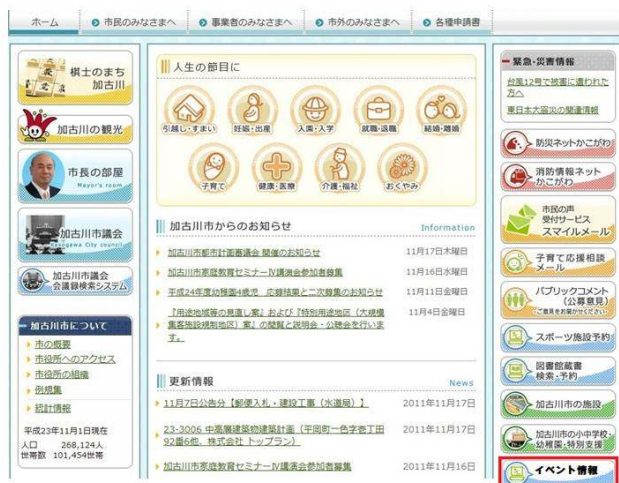 ホーム
市民のみなさまへ
事業者のみなさまへ
市外のみなさまへ
各種申請書
棋士のまち
加古川
加古川の観光
市長の部屋
Mayor's room
加古川市議会
Kakogawa City council
加古川市議会
会議録検索システム
加古川市について
市の概要
市役所へのアクセス
市役所の組織
例規集
統計情報
平成23年11月1日現在
人口 268,124人
世帯数 101,454世帯
人生の節目に
引越し・すまい
妊娠・出産
入園・入学
就職・退職
結婚・離婚
子育て
健康・医療
介護・福祉
おくやみ
加古川市からのお知らせ Information
加古川市都市計画審議会 開催のお知らせ 11月17日木曜日
加古川市家庭教育セミナーⅣ講演会参加者募集 11月16日水曜日
平成24年度幼稚園4歳児 応募結果と二次募集のお知らせ 11月11日金曜日
『用途地域等の見直し案』および『特別用途地区（大規模 11月4日金曜日
集客施設規制地区）案』の閲覧と説明会・公聴会を行いま
す。
更新情報 News
11月7日公告分【郵便入札・建設工事（水道局）】 2011年11月17日
23-3006 中高層建築物建築計画（平岡町一色字壱丁田 2011年11月17日
92番6他、株式会社 トップラン）
加古川市家庭教育セミナーⅣ講演会参加者募集 2011年11月16日
緊急・災害情報
台風12号で被害に遭われた
方へ
東日本大震災の関連情報
防災ネットかこがわ
消防情報ネット
かこがわ
市民の声
受付サービス
スマイルメール
子育て応援相談
メール
パブリックコメント
（公募意見）
ご意見をお聞かせください
スポーツ施設予約
図書館蔵書
検索・予約
加古川市の施設
加古川市の小中学校・
幼稚園・特別支援
イベント情報